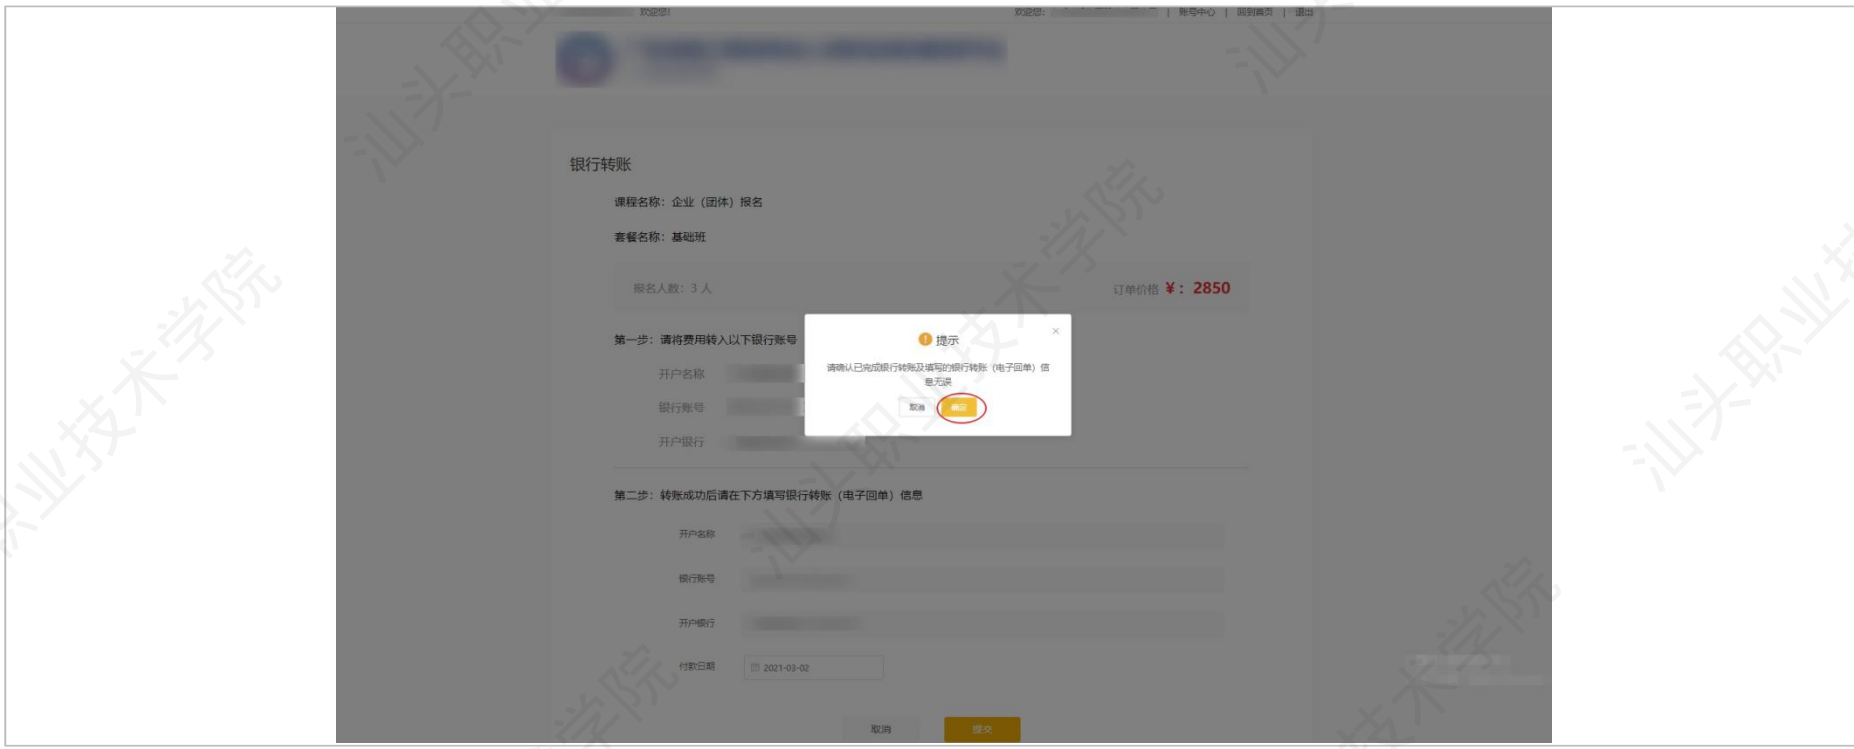 欢迎您!
欢迎您: | 账号中心 | 回到首页 | 退出
银行转账
课程名称：企业（团体）报名
套餐名称：基础班
报名人数：3 人
订单价格 ¥：2850
第一步：请将费用转入以下银行账号
开户名称
银行账号
开户银行
提示
×
请确认已完成银行转账及填写的银行转账（电子回单）信
息无误
取消 确定
第二步：转账成功后请在下方填写银行转账（电子回单）信息
开户名称
银行账号
开户银行
付款日期 2021-03-02
取消 提交
汕头职业技术学院